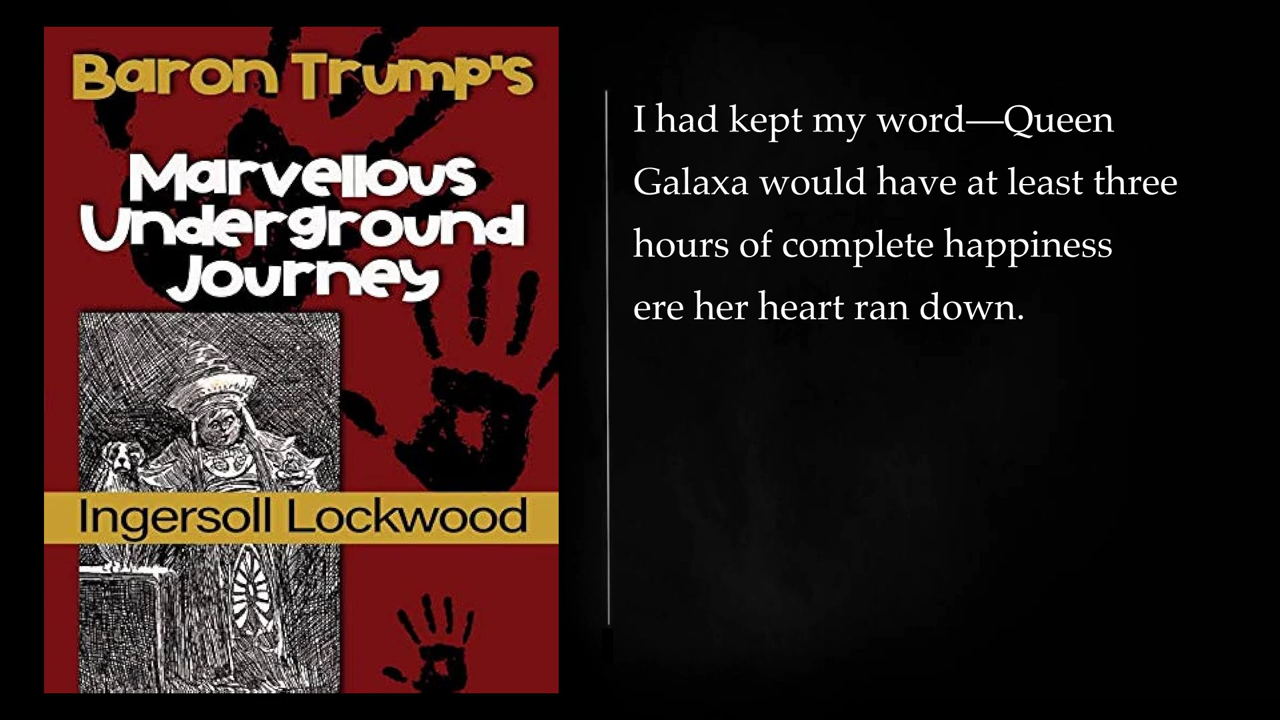 Baron Trump's
Marvellous
Underground
Journey
Ingersoll Lockwood
I had kept my word—Queen
Galaxa would have at least three
hours of complete happiness
ere her heart ran down.